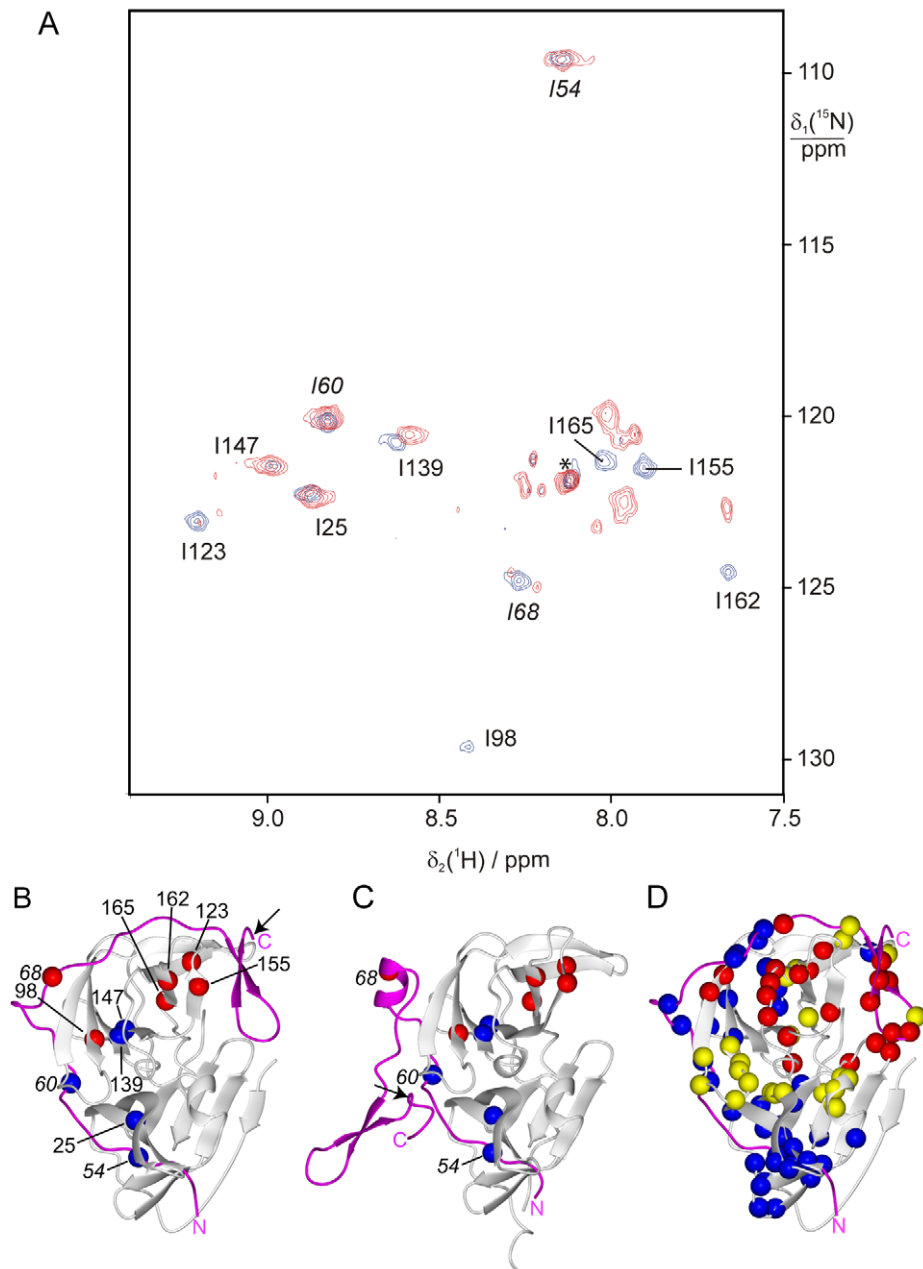 A
I54
110
δ₁(¹⁵N)
ppm
115
I60
120
I147
I139
I165
*
I155
I25
I123
I68
125
I162
I98
130
9.0
8.5
8.0
7.5
δ₂(¹H) / ppm
B
C
D
162
165
123
C
68
155
98
147
60
139
25
54
N
68
60
C
54
N
C
N